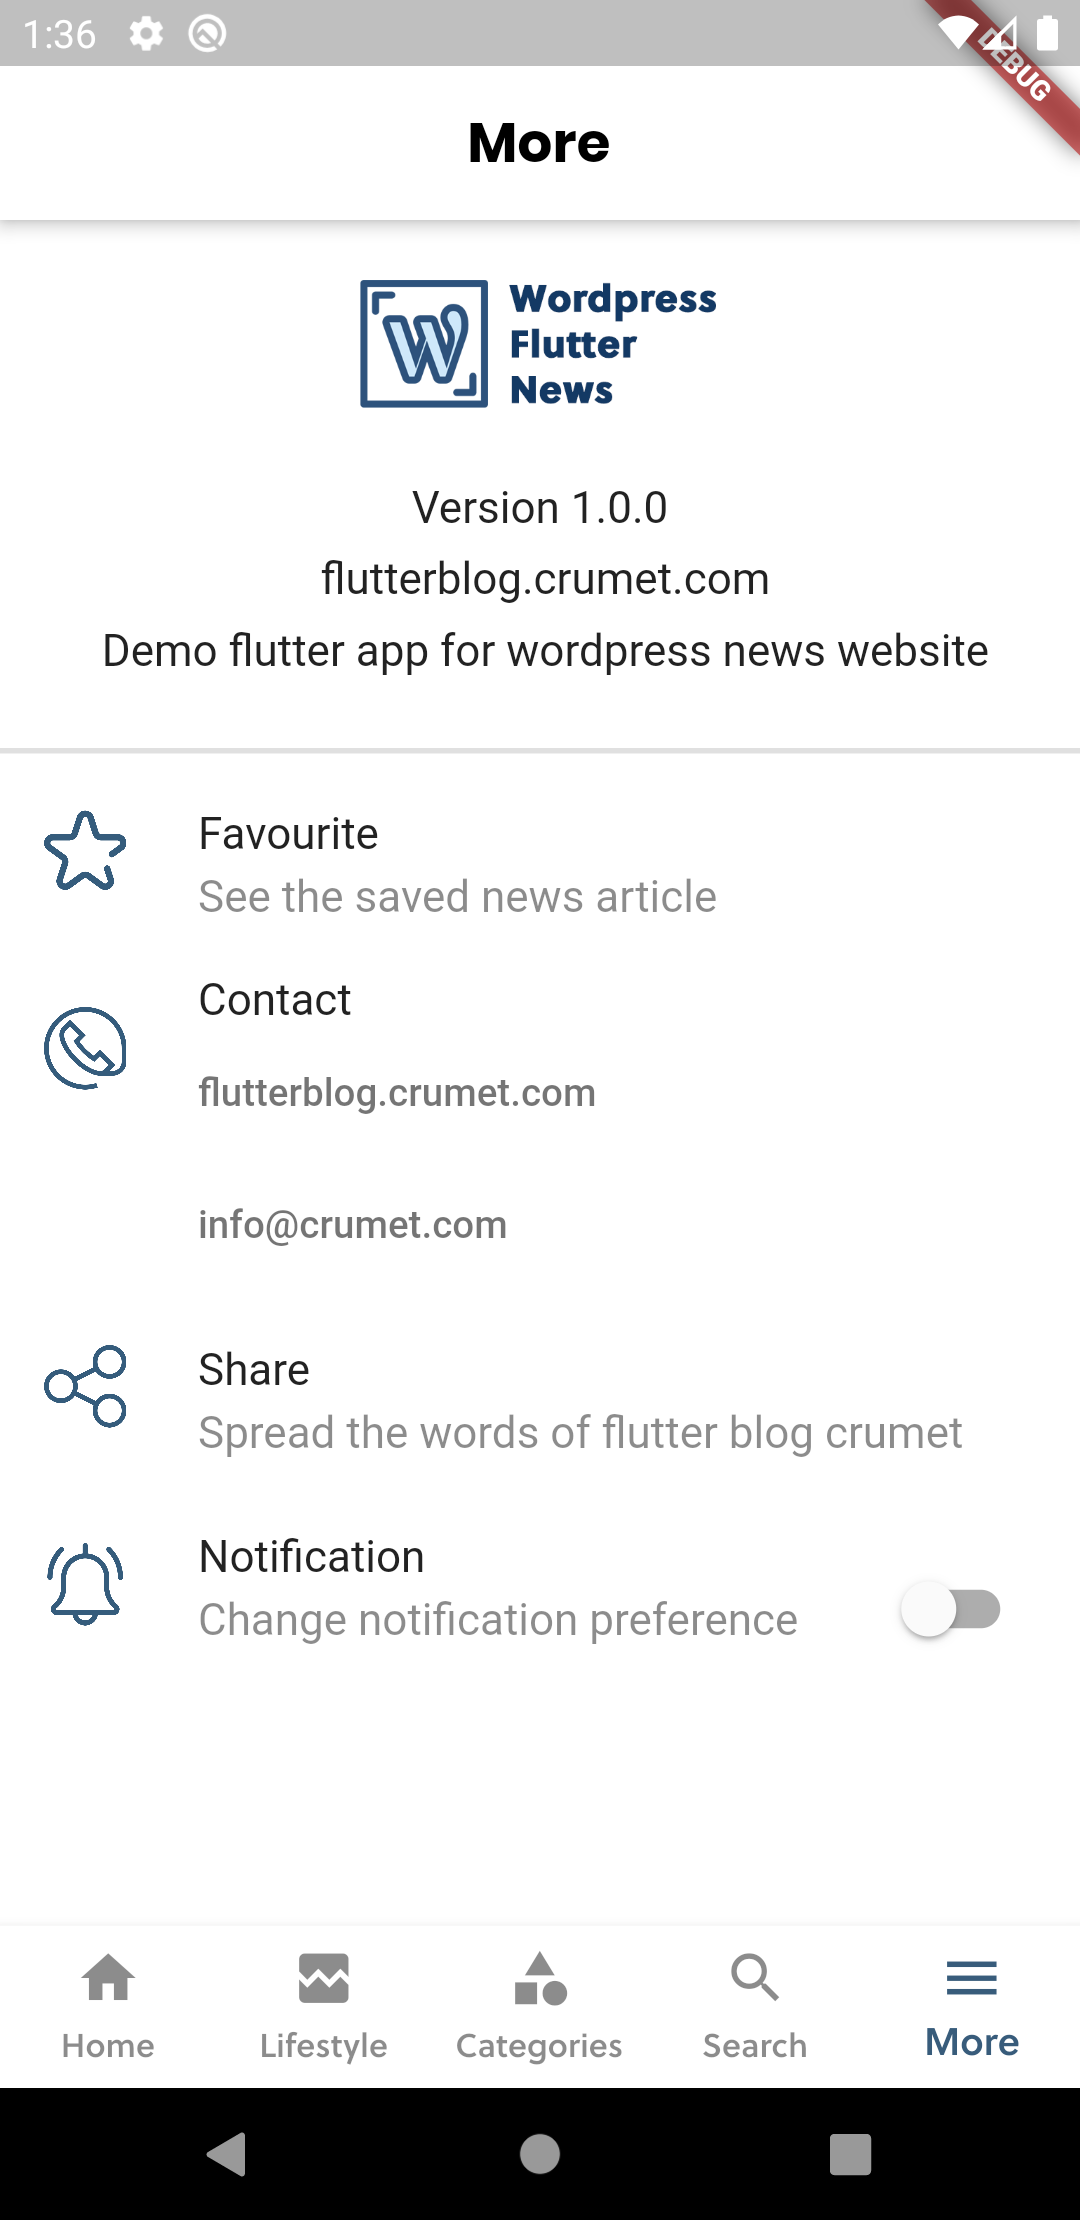 1:36
DEBUG
More
W
Wordpress
Flutter
News
Version 1.0.0
flutterblog.crumet.com
Demo flutter app for wordpress news website
Favourite
See the saved news article
Contact
flutterblog.crumet.com
info@crumet.com
Share
Spread the words of flutter blog crumet
Notification
Change notification preference
Home
Lifestyle
Categories
Search
More